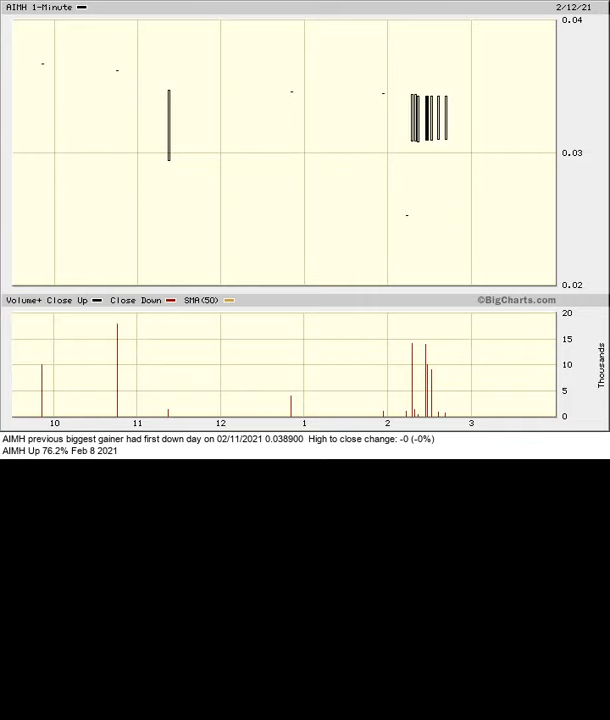 AIMH 1-Minute 2/12/21
0.04
0.03
0.02
Volume+ Close Up Close Down SMA(50) ©BigCharts.com
20
15
10
5
0
Thousands
10 11 12 1 2 3
AIMH previous biggest gainer had first down day on 02/11/2021 0.038900 High to close change: -0 (-0%)
AIMH Up 76.2% Feb 8 2021